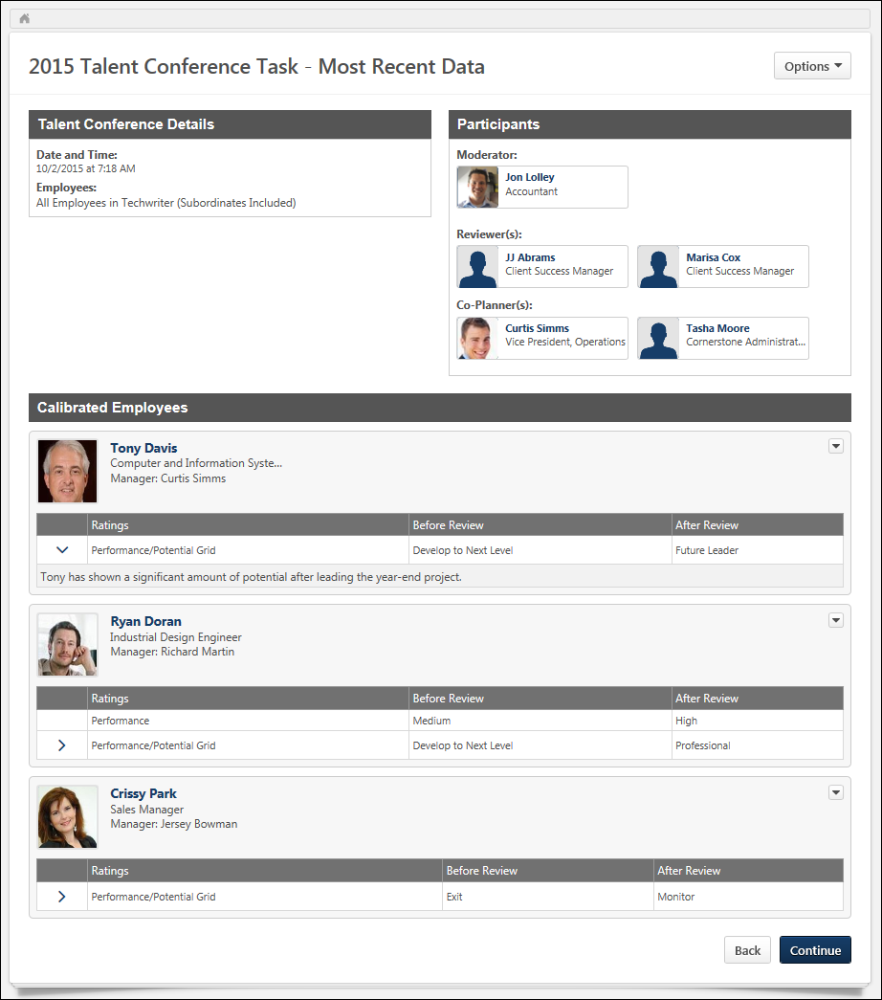 2015 Talent Conference Task - Most Recent Data
Options
Talent Conference Details
Date and Time:
10/2/2015 at 7:18 AM
Employees:
All Employees in Techwriter (Subordinates Included)
Participants
Moderator:
Jon Lolley
Accountant
Reviewer(s):
JJ Abrams
Client Success Manager
Marisa Cox
Client Success Manager
Co-Planner(s):
Curtis Simms
Vice President, Operations
Tasha Moore
Cornerstone Administrat...
Calibrated Employees
Tony Davis
Computer and Information Syste...
Manager: Curtis Simms
Ratings Before Review After Review
Performance/Potential Grid Develop to Next Level Future Leader
Tony has shown a significant amount of potential after leading the year-end project.
Ryan Doran
Industrial Design Engineer
Manager: Richard Martin
Ratings Before Review After Review
Performance Medium High
Performance/Potential Grid Develop to Next Level Professional
Crissy Park
Sales Manager
Manager: Jersey Bowman
Ratings Before Review After Review
Performance/Potential Grid Exit Monitor
Back Continue